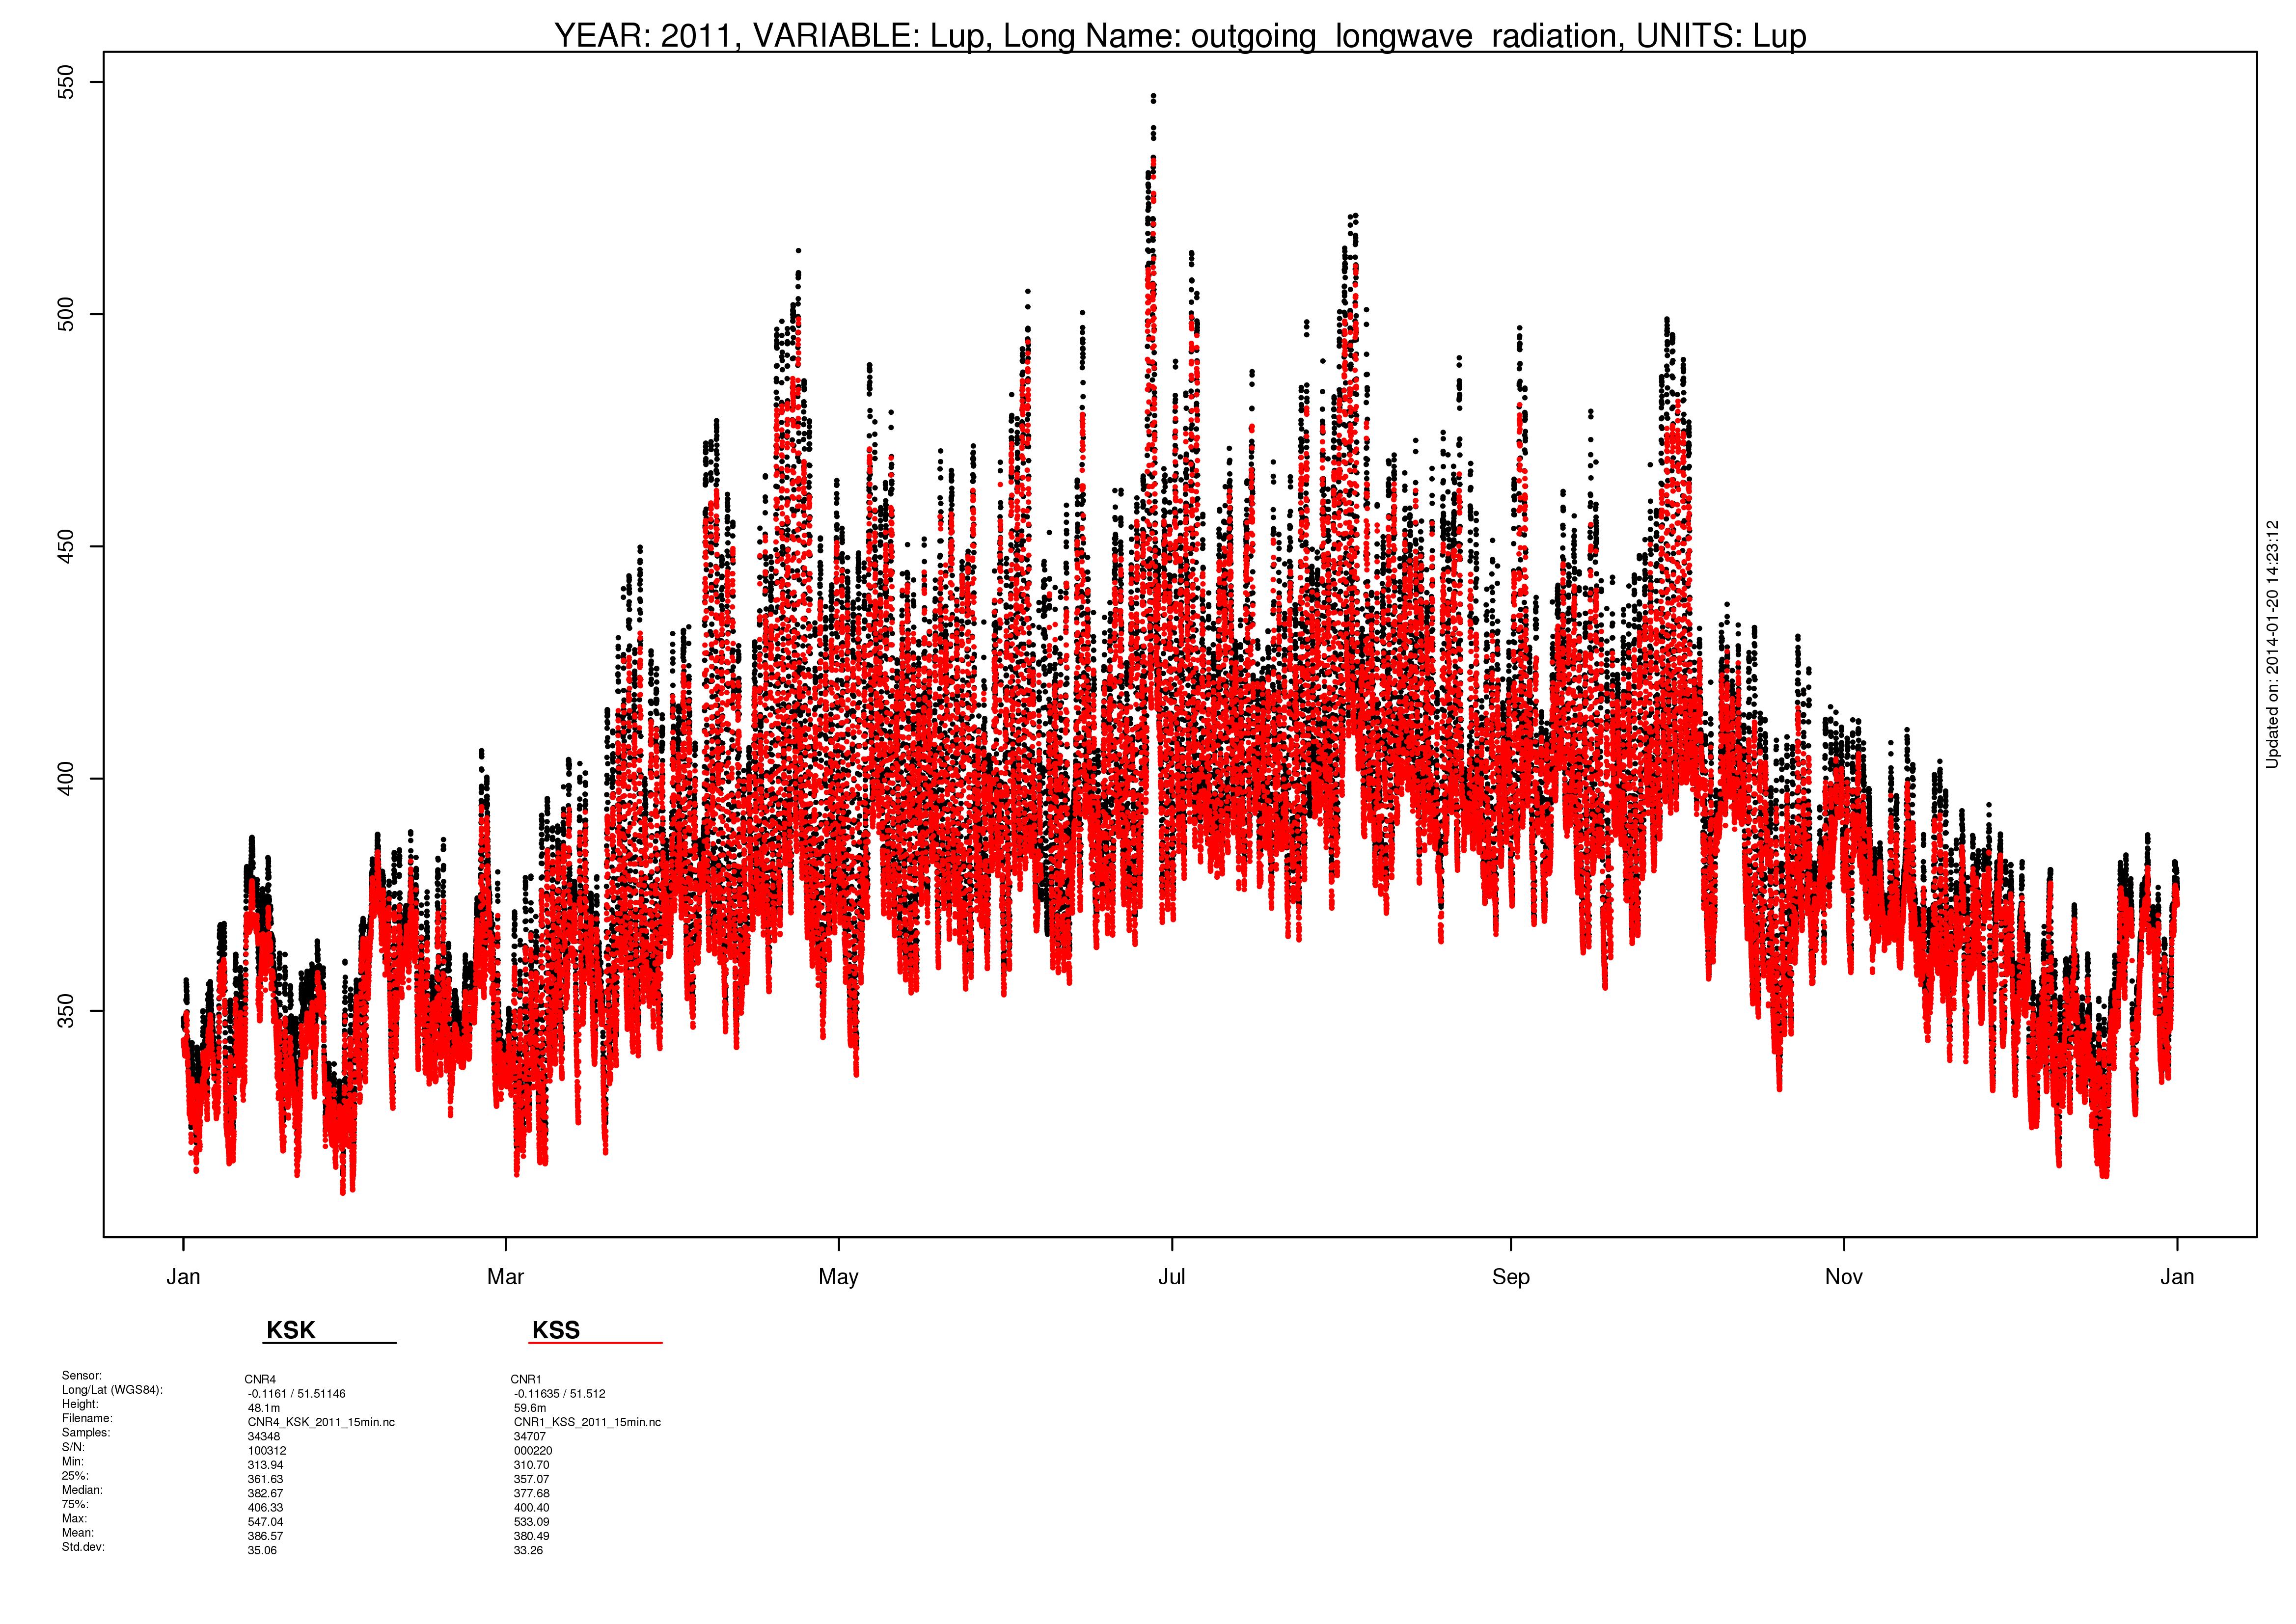 YEAR: 2011, VARIABLE: Lup, Long Name: outgoing longwave radiation, UNITS: Lup
550
500
450
400
350
Updated on: 2014-01-20 14:23:12
Jan Mar May Jul Sep Nov Jan
KSK KSS
Sensor: CNR4 CNR1
Long/Lat (WGS84): -0.1161 / 51.51146 -0.11635 / 51.512
Height: 48.1m 59.6m
Filename: CNR4_KSK_2011_15min.nc CNR1_KSS_2011_15min.nc
Samples: 34348 34707
S/N: 100312 000220
Min: 313.94 310.70
25%: 361.63 357.07
Median: 382.67 377.68
75%: 406.33 400.40
Max: 547.04 533.09
Mean: 386.57 380.49
Std.dev: 35.06 33.26